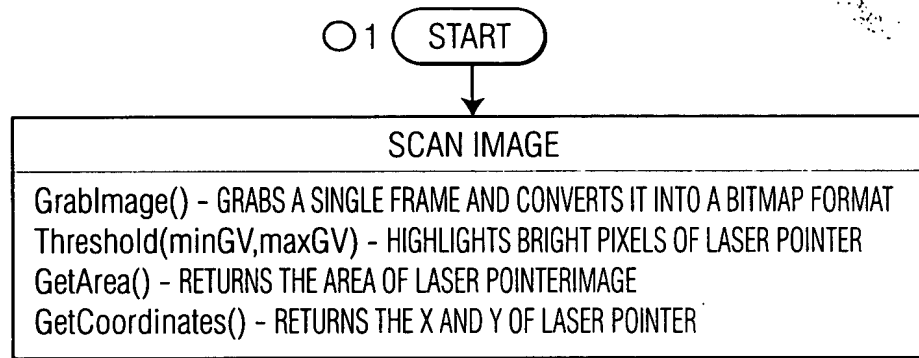 1 START
SCAN IMAGE
GrabImage() - GRABS A SINGLE FRAME AND CONVERTS IT INTO A BITMAP FORMAT
Threshold(minGV,maxGV) - HIGHLIGHTS BRIGHT PIXELS OF LASER POINTER
GetArea() - RETURNS THE AREA OF LASER POINTERIMAGE
GetCoordinates() - RETURNS THE X AND Y OF LASER POINTER